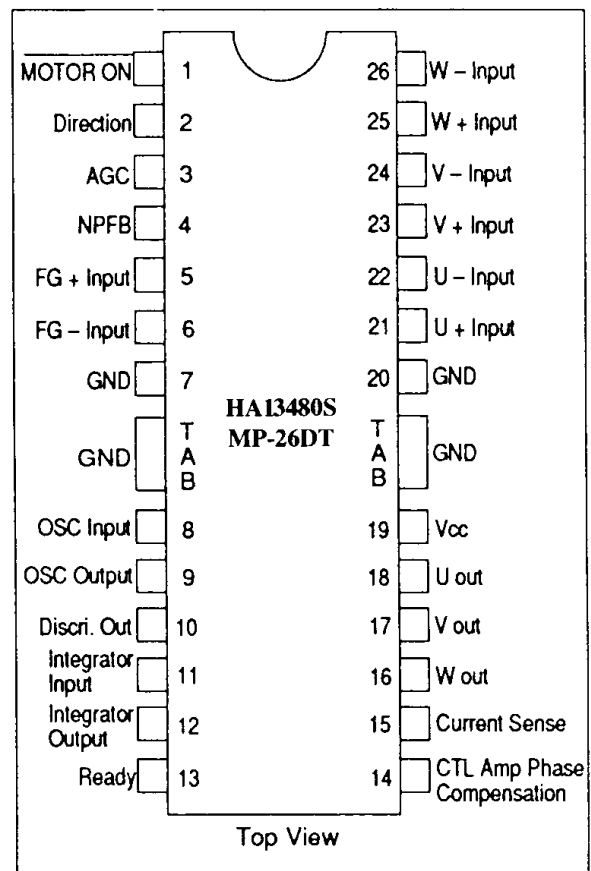 MOTOR ON 1 26 W – Input
Direction 2 25 W + Input
AGC 3 24 V – Input
NPFB 4 23 V + Input
FG + Input 5 22 U – Input
FG – Input 6 21 U + Input
GND 7 20 GND
HA13480S
MP-26DT
GND TAB TAB GND
OSC Input 8 19 Vcc
OSC Output 9 18 U out
Discri. Out 10 17 V out
Integrator
Input 11 16 W out
Integrator
Output 12 15 Current Sense
Ready 13 14 CTL Amp Phase
Compensation
Top View